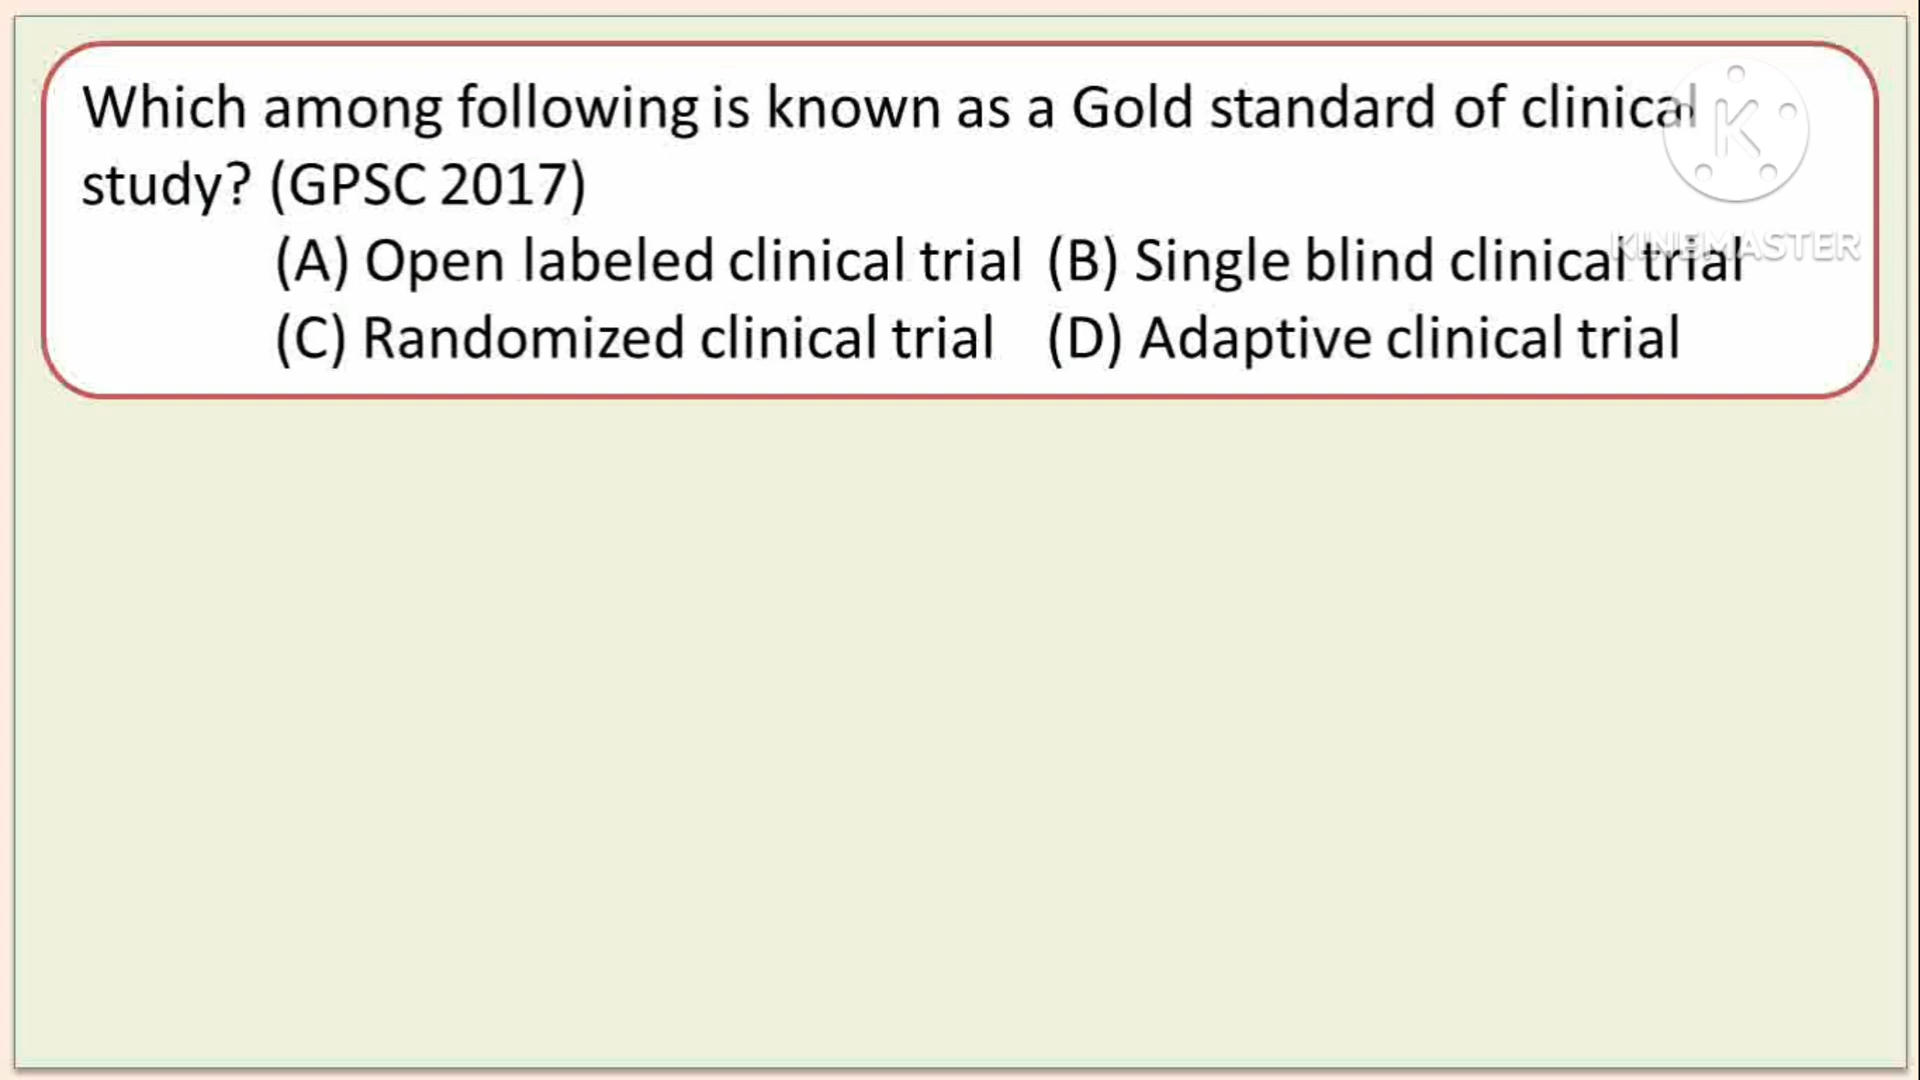 Which among following is known as a Gold standard of clinical
study? (GPSC 2017)
(A) Open labeled clinical trial (B) Single blind clinical trial
(C) Randomized clinical trial (D) Adaptive clinical trial
K
KINEMASTER